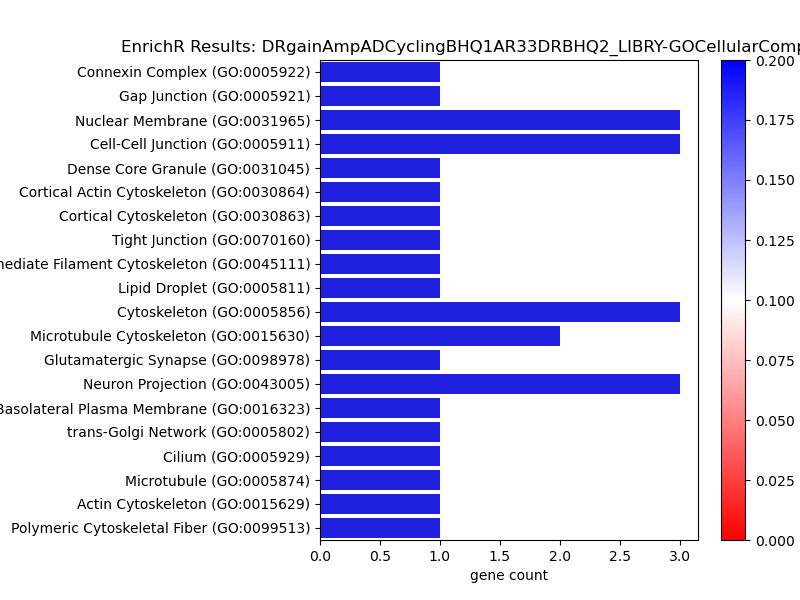 EnrichR Results: DRgainAmpADCyclingBHQ1AR33DRBHQ2_LIBRY-GOCellularComp
Connexin Complex (GO:0005922)
Gap Junction (GO:0005921)
Nuclear Membrane (GO:0031965)
Cell-Cell Junction (GO:0005911)
Dense Core Granule (GO:0031045)
Cortical Actin Cytoskeleton (GO:0030864)
Cortical Cytoskeleton (GO:0030863)
Tight Junction (GO:0070160)
mediate Filament Cytoskeleton (GO:0045111)
Lipid Droplet (GO:0005811)
Cytoskeleton (GO:0005856)
Microtubule Cytoskeleton (GO:0015630)
Glutamatergic Synapse (GO:0098978)
Neuron Projection (GO:0043005)
Basolateral Plasma Membrane (GO:0016323)
trans-Golgi Network (GO:0005802)
Cilium (GO:0005929)
Microtubule (GO:0005874)
Actin Cytoskeleton (GO:0015629)
Polymeric Cytoskeletal Fiber (GO:0099513)
0.0 0.5 1.0 1.5 2.0 2.5 3.0
gene count
0.200
0.175
0.150
0.125
0.100
0.075
0.050
0.025
0.000